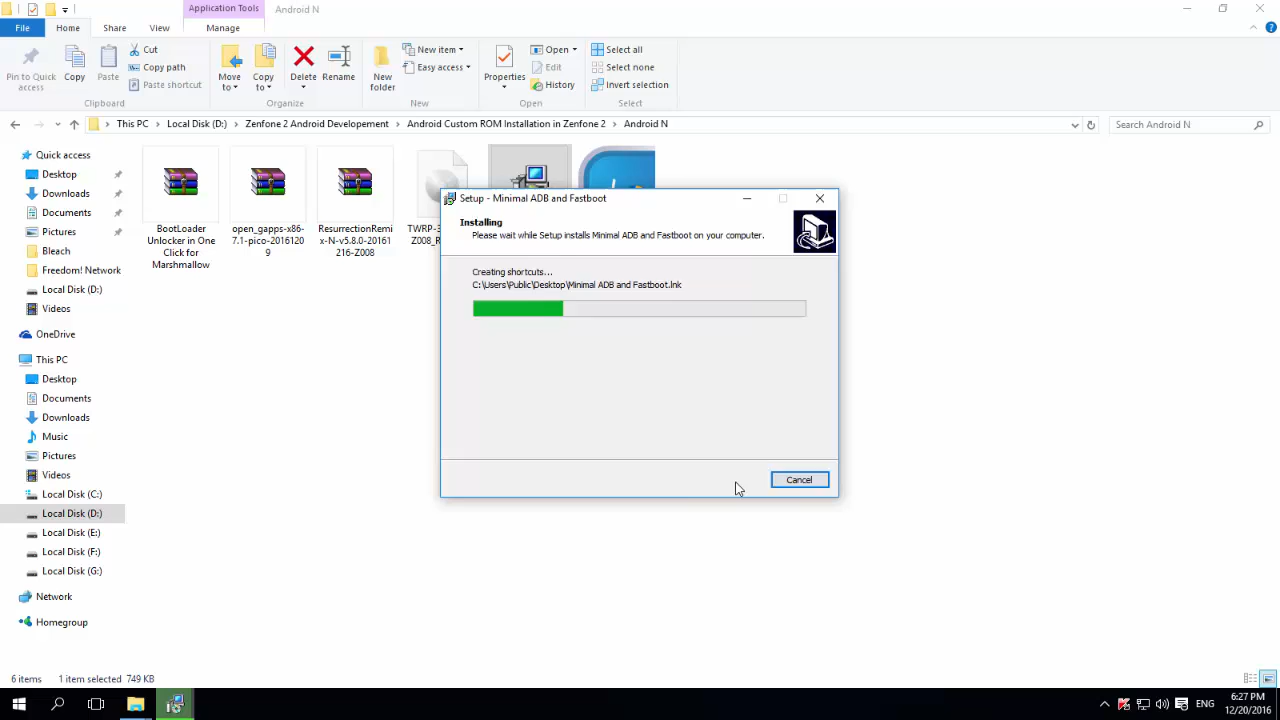 Application Tools
Android N
File
Home
Share
View
Manage
Pin to Quick
access
Copy
Paste
Cut
Copy path
Paste shortcut
Clipboard
Move
to
Copy
to
Delete
Rename
Organize
New
folder
New item
Easy access
New
Properties
Open
Edit
History
Open
Select all
Select none
Invert selection
Select
This PC
Local Disk (D:)
Zenfone 2 Android Developement
Android Custom ROM Installation in Zenfone 2
Android N
Search Android N
Quick access
Desktop
Downloads
Documents
Pictures
Bleach
Freedom! Network
Local Disk (D:)
Videos
OneDrive
This PC
Desktop
Documents
Downloads
Music
Pictures
Videos
Local Disk (C:)
Local Disk (D:)
Local Disk (E:)
Local Disk (F:)
Local Disk (G:)
Network
Homegroup
BootLoader
Unlocker in One
Click for
Marshmallow
open_gapps-x86-
7.1-pico-2016120
9
ResurrectionRemi
x-N-v5.8.0-20161
216-Z008
TWRP-3
Z008_R
Setup - Minimal ADB and Fastboot
Installing
Please wait while Setup installs Minimal ADB and Fastboot on your computer.
Creating shortcuts...
C:\Users\Public\Desktop\Minimal ADB and Fastboot.lnk
Cancel
6 items
1 item selected 749 KB
ENG
6:27 PM
12/20/2016